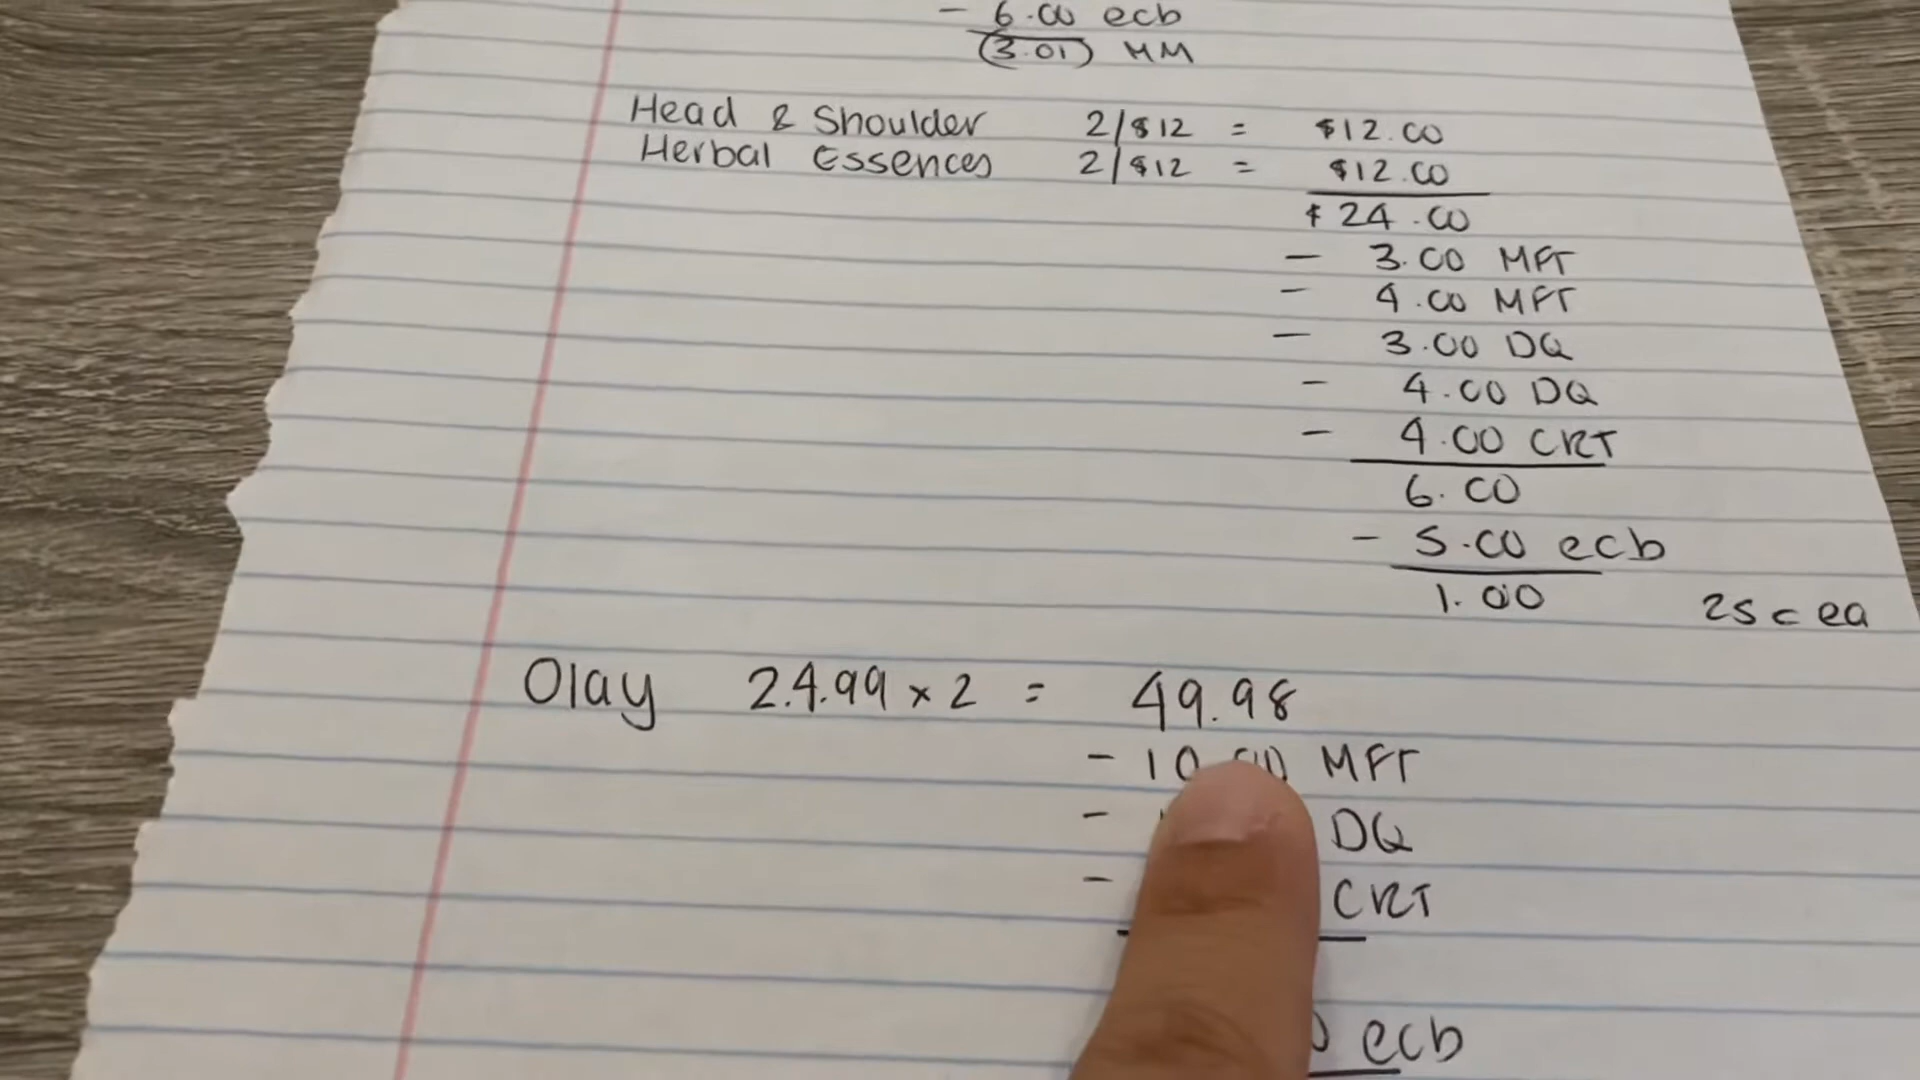 - 6.00 ecb
(3.01) MM
Head & Shoulder 2/$12 = $12.00
Herbal Essences 2/$12 = $12.00
$24.00
- 3.00 MFT
- 4.00 MFT
- 3.00 DQ
- 4.00 DQ
- 4.00 CRT
6.00
- 5.00 ecb
1.00 25c ea
Olay 24.99 x 2 = 49.98
- 10.00 MFT
- DQ
- CRT
ecb